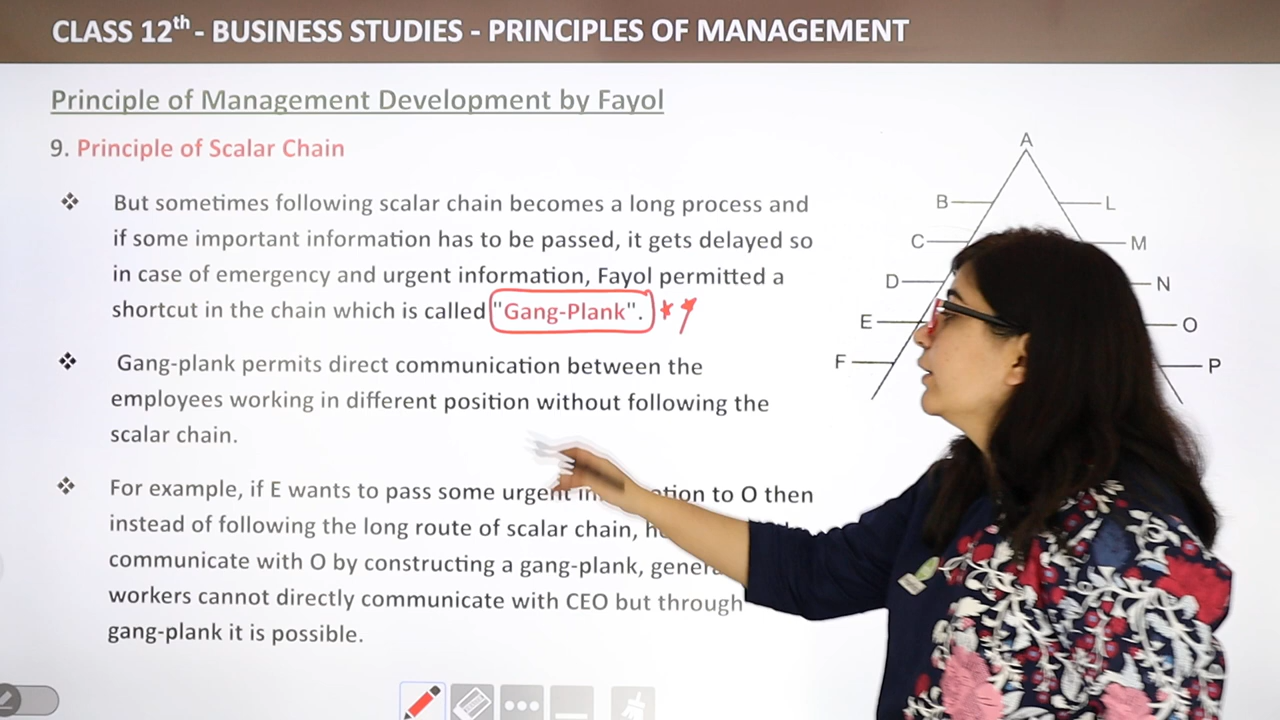 CLASS 12th - BUSINESS STUDIES - PRINCIPLES OF MANAGEMENT
Principle of Management Development by Fayol
9. Principle of Scalar Chain
❖ But sometimes following scalar chain becomes a long process and
if some important information has to be passed, it gets delayed so
in case of emergency and urgent information, Fayol permitted a
shortcut in the chain which is called "Gang-Plank".
❖ Gang-plank permits direct communication between the
employees working in different position without following the
scalar chain.
❖ For example, if E wants to pass some urgent to O then
instead of following the long route of scalar chain,
communicate with O by constructing a gang-plank,
workers cannot directly communicate with CEO but through
gang-plank it is possible.
A
B L
C M
D N
E O
F P